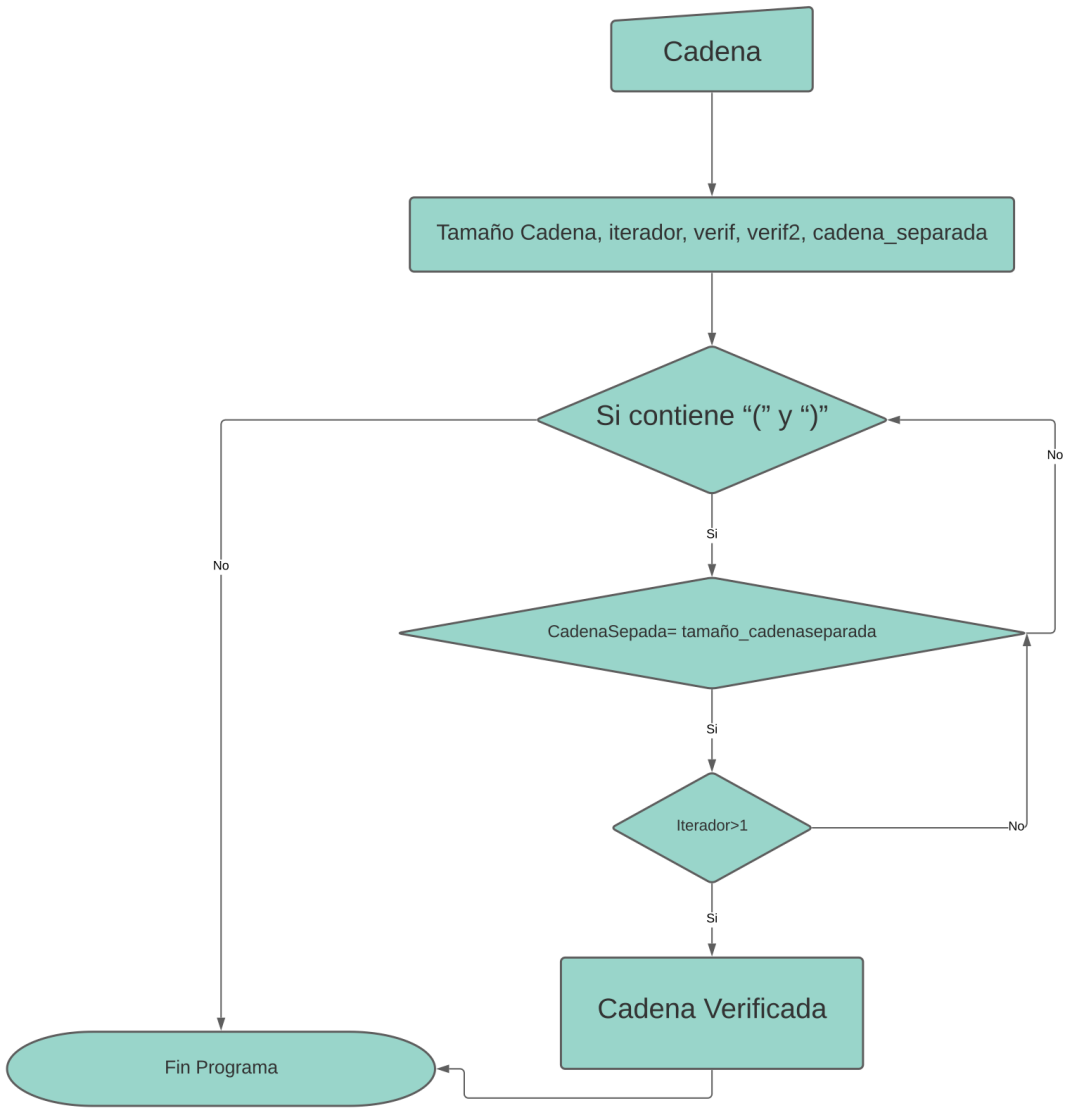 Cadena
Tamaño Cadena, iterador, verif, verif2, cadena_separada
Si contiene “(” y “)”
No
Si
No
CadenaSepada= tamaño_cadenaseparada
Si
Iterador>1
No
Si
Cadena Verificada
Fin Programa